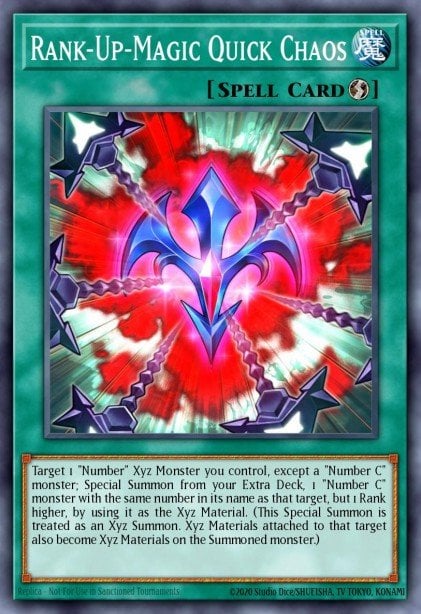 RANK-UP-MAGIC QUICK CHAOS
SPELL
魔
[SPELL CARD]
Target 1 "Number" Xyz Monster you control, except a "Number C"
monster; Special Summon from your Extra Deck, 1 "Number C"
monster with the same number in its name as that target, but 1 Rank
higher, by using it as the Xyz Material. (This Special Summon is
treated as an Xyz Summon. Xyz Materials attached to that target
also become Xyz Materials on the Summoned monster.)
Replica - Not For Use in Sanctioned Tournaments
©2020 Studio Dice/SHUEISHA, TV TOKYO, KONAMI